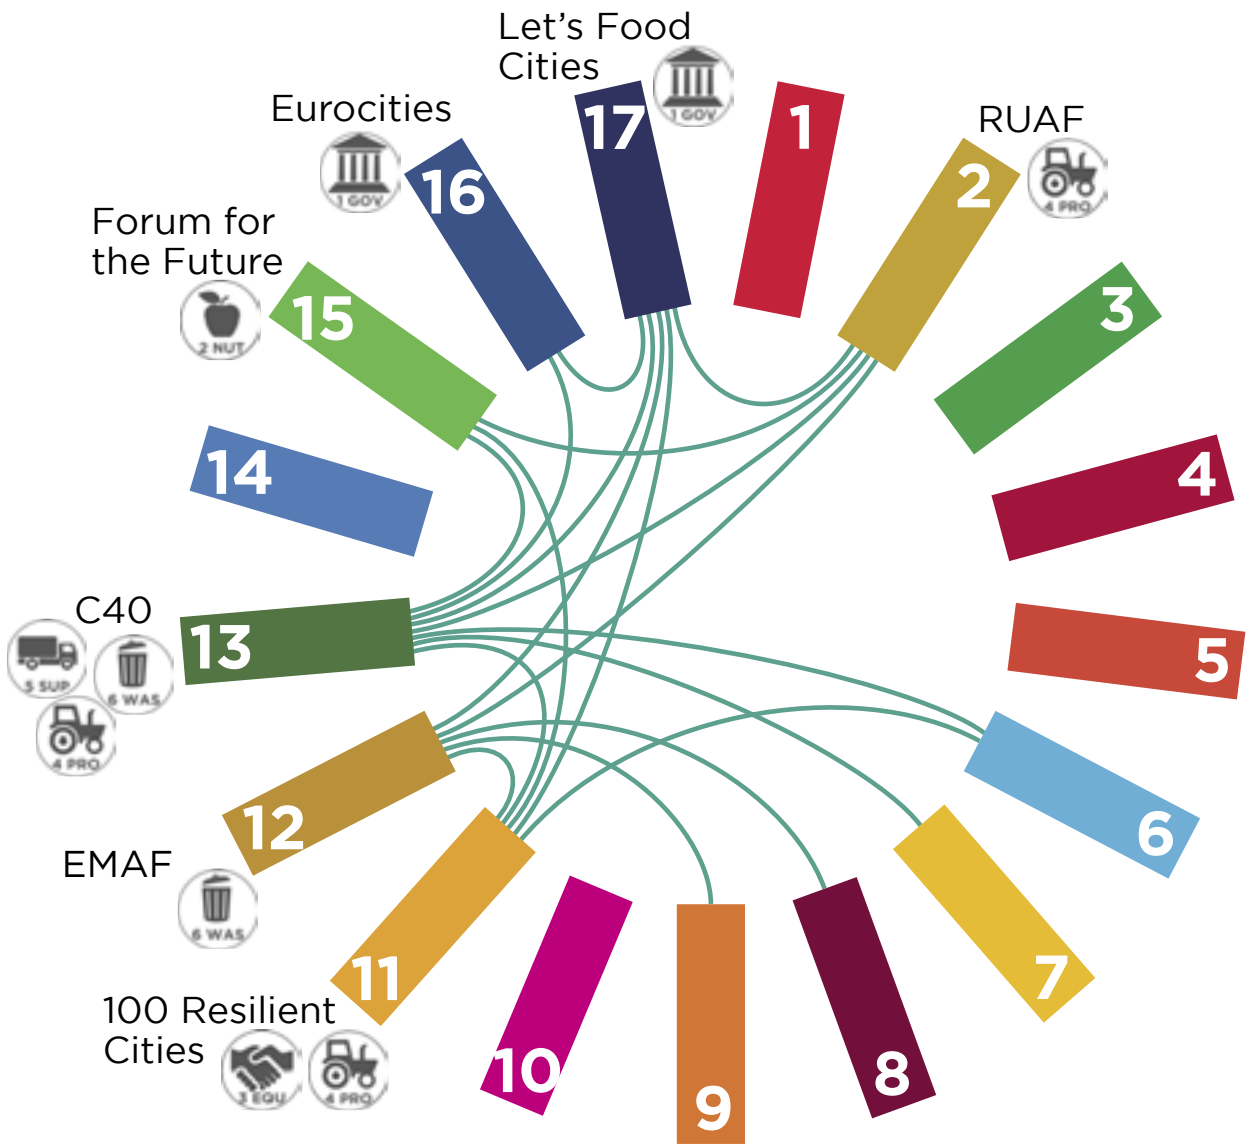 Let's Food
Cities
1 GOV
17
1
RUAF
4 PRO
2
Eurocities
1 GOV
16
Forum for
the Future
2 NUT
15
3
14
4
C40
5 SUP
6 WAS
4 PRO
13
5
12
6
EMAF
6 WAS
11
7
100 Resilient
Cities
3 EQU
4 PRO
10
9
8